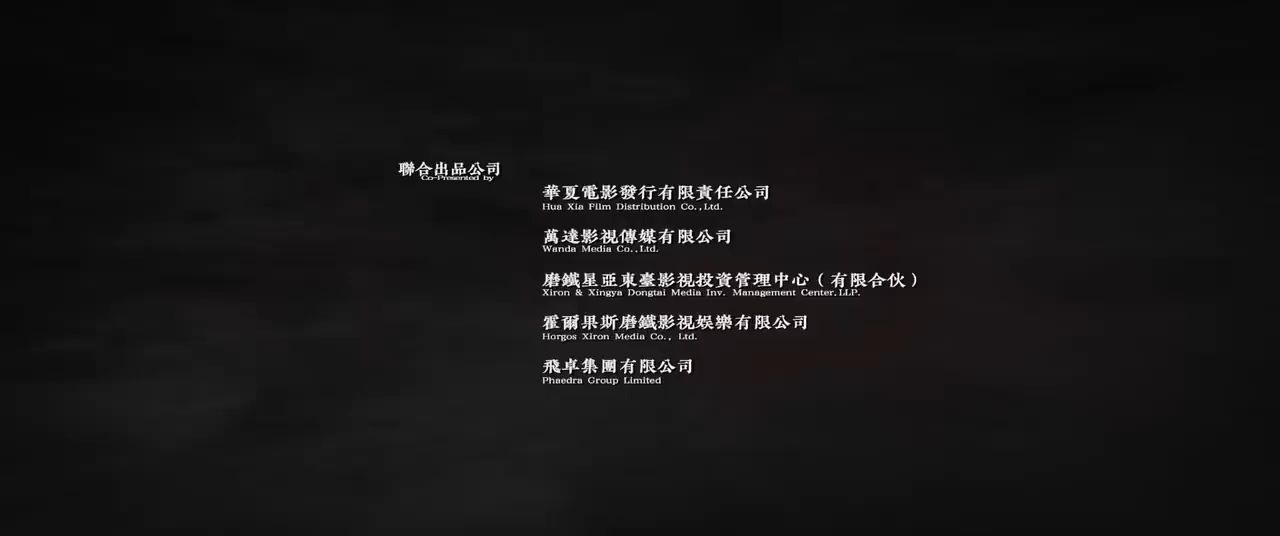 聯合出品公司
Co-Presented by
華夏電影發行有限責任公司
Hua Xia Film Distribution Co.,Ltd.
萬達影視傳媒有限公司
Wanda Media Co.,Ltd.
磨鐵星亞東臺影視投資管理中心（有限合伙）
Xiron & Xingya Dongtai Media Inv. Management Center.LLP.
霍爾果斯磨鐵影視娛樂有限公司
Horgos Xiron Media Co., Ltd.
飛卓集團有限公司
Phaedra Group Limited